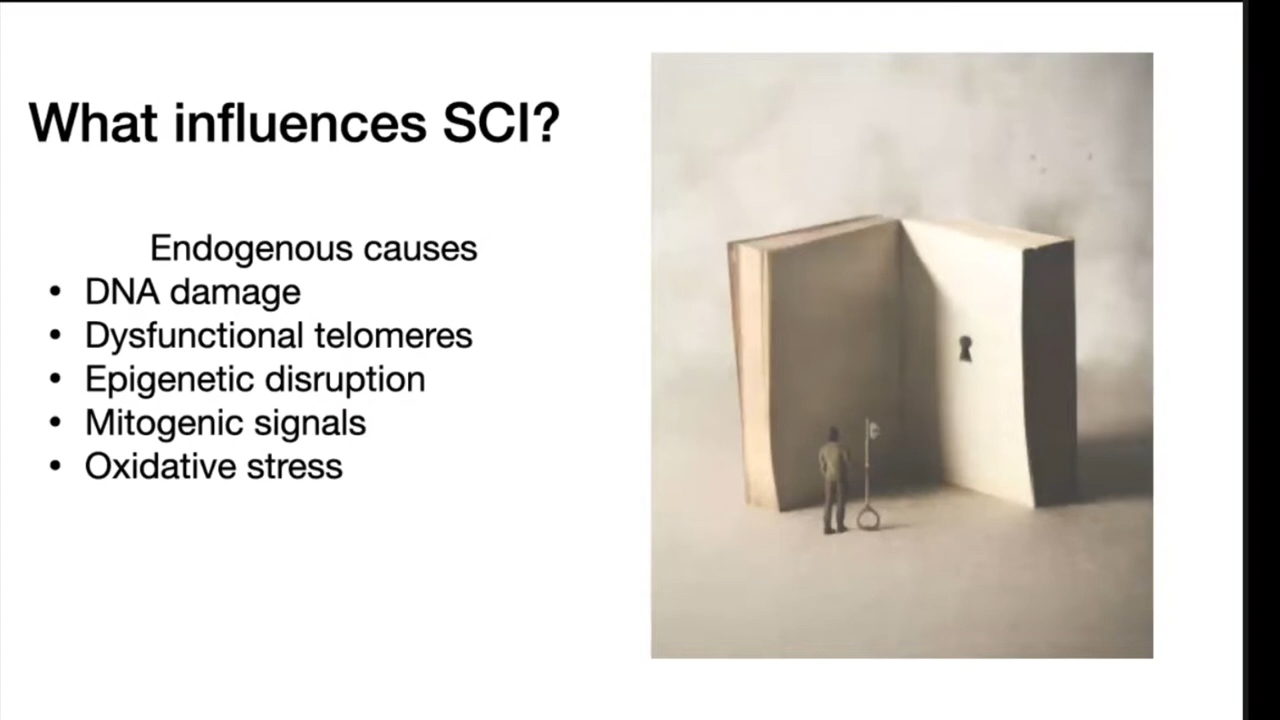 What influences SCI?
Endogenous causes
• DNA damage
• Dysfunctional telomeres
• Epigenetic disruption
• Mitogenic signals
• Oxidative stress